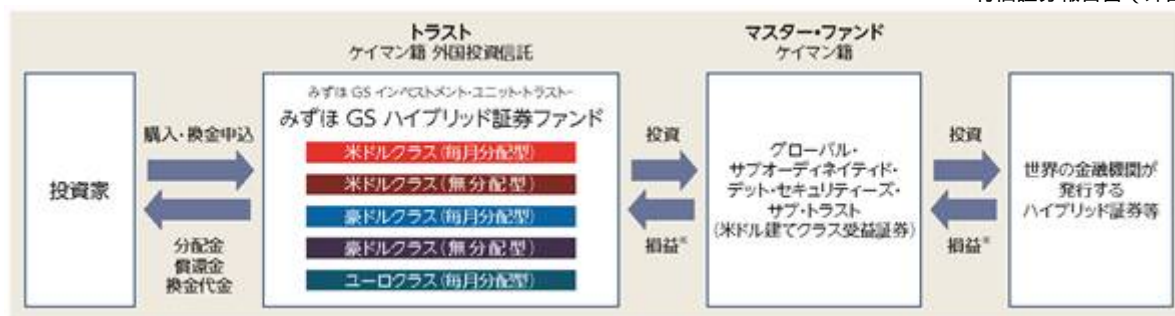 トラスト
ケイマン籍 外国投資信託
マスター・ファンド
ケイマン籍
投資家
購入・換金申込
分配金
償還金
換金代金
みずほ GS インベストメント・ユニット・トラスト-
みずほ GS ハイブリッド証券ファンド
米ドルクラス(毎月分配型)
米ドルクラス(無分配型)
豪ドルクラス(毎月分配型)
豪ドルクラス(無分配型)
ユーロクラス(毎月分配型)
投資
損益※
グローバル・
サブオーディネイティド・
デット・セキュリティーズ・
サブ・トラスト
(米ドル建てクラス受益証券)
投資
損益※
世界の金融機関が
発行する
ハイブリッド証券等